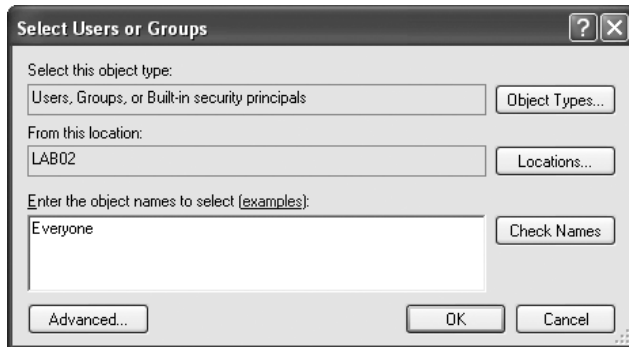 Select Users or Groups
Select this object type:
Users, Groups, or Built-in security principals
Object Types...
From this location:
LAB02
Locations...
Enter the object names to select (examples):
Everyone
Check Names
Advanced...
OK
Cancel